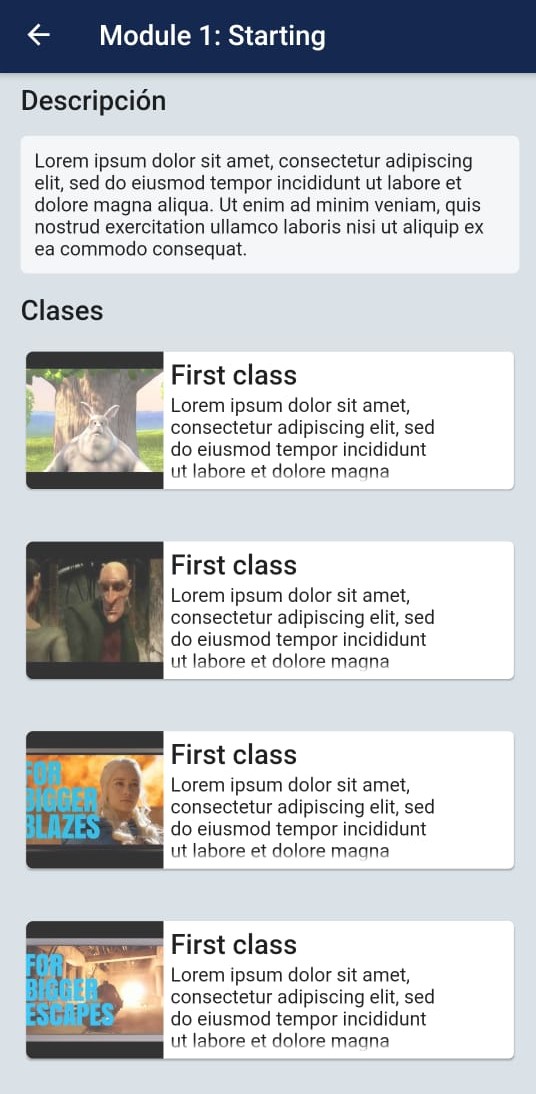 Module 1: Starting
Descripción
Lorem ipsum dolor sit amet, consectetur adipiscing
elit, sed do eiusmod tempor incididunt ut labore et
dolore magna aliqua. Ut enim ad minim veniam, quis
nostrud exercitation ullamco laboris nisi ut aliquip ex
ea commodo consequat.
Clases
First class
Lorem ipsum dolor sit amet,
consectetur adipiscing elit, sed
do eiusmod tempor incididunt
ut labore et dolore magna
First class
Lorem ipsum dolor sit amet,
consectetur adipiscing elit, sed
do eiusmod tempor incididunt
ut labore et dolore magna
FOR
BIGGER
BLAZES
First class
Lorem ipsum dolor sit amet,
consectetur adipiscing elit, sed
do eiusmod tempor incididunt
ut labore et dolore magna
FOR
BIGGER
ESCAPES
First class
Lorem ipsum dolor sit amet,
consectetur adipiscing elit, sed
do eiusmod tempor incididunt
ut labore et dolore magna